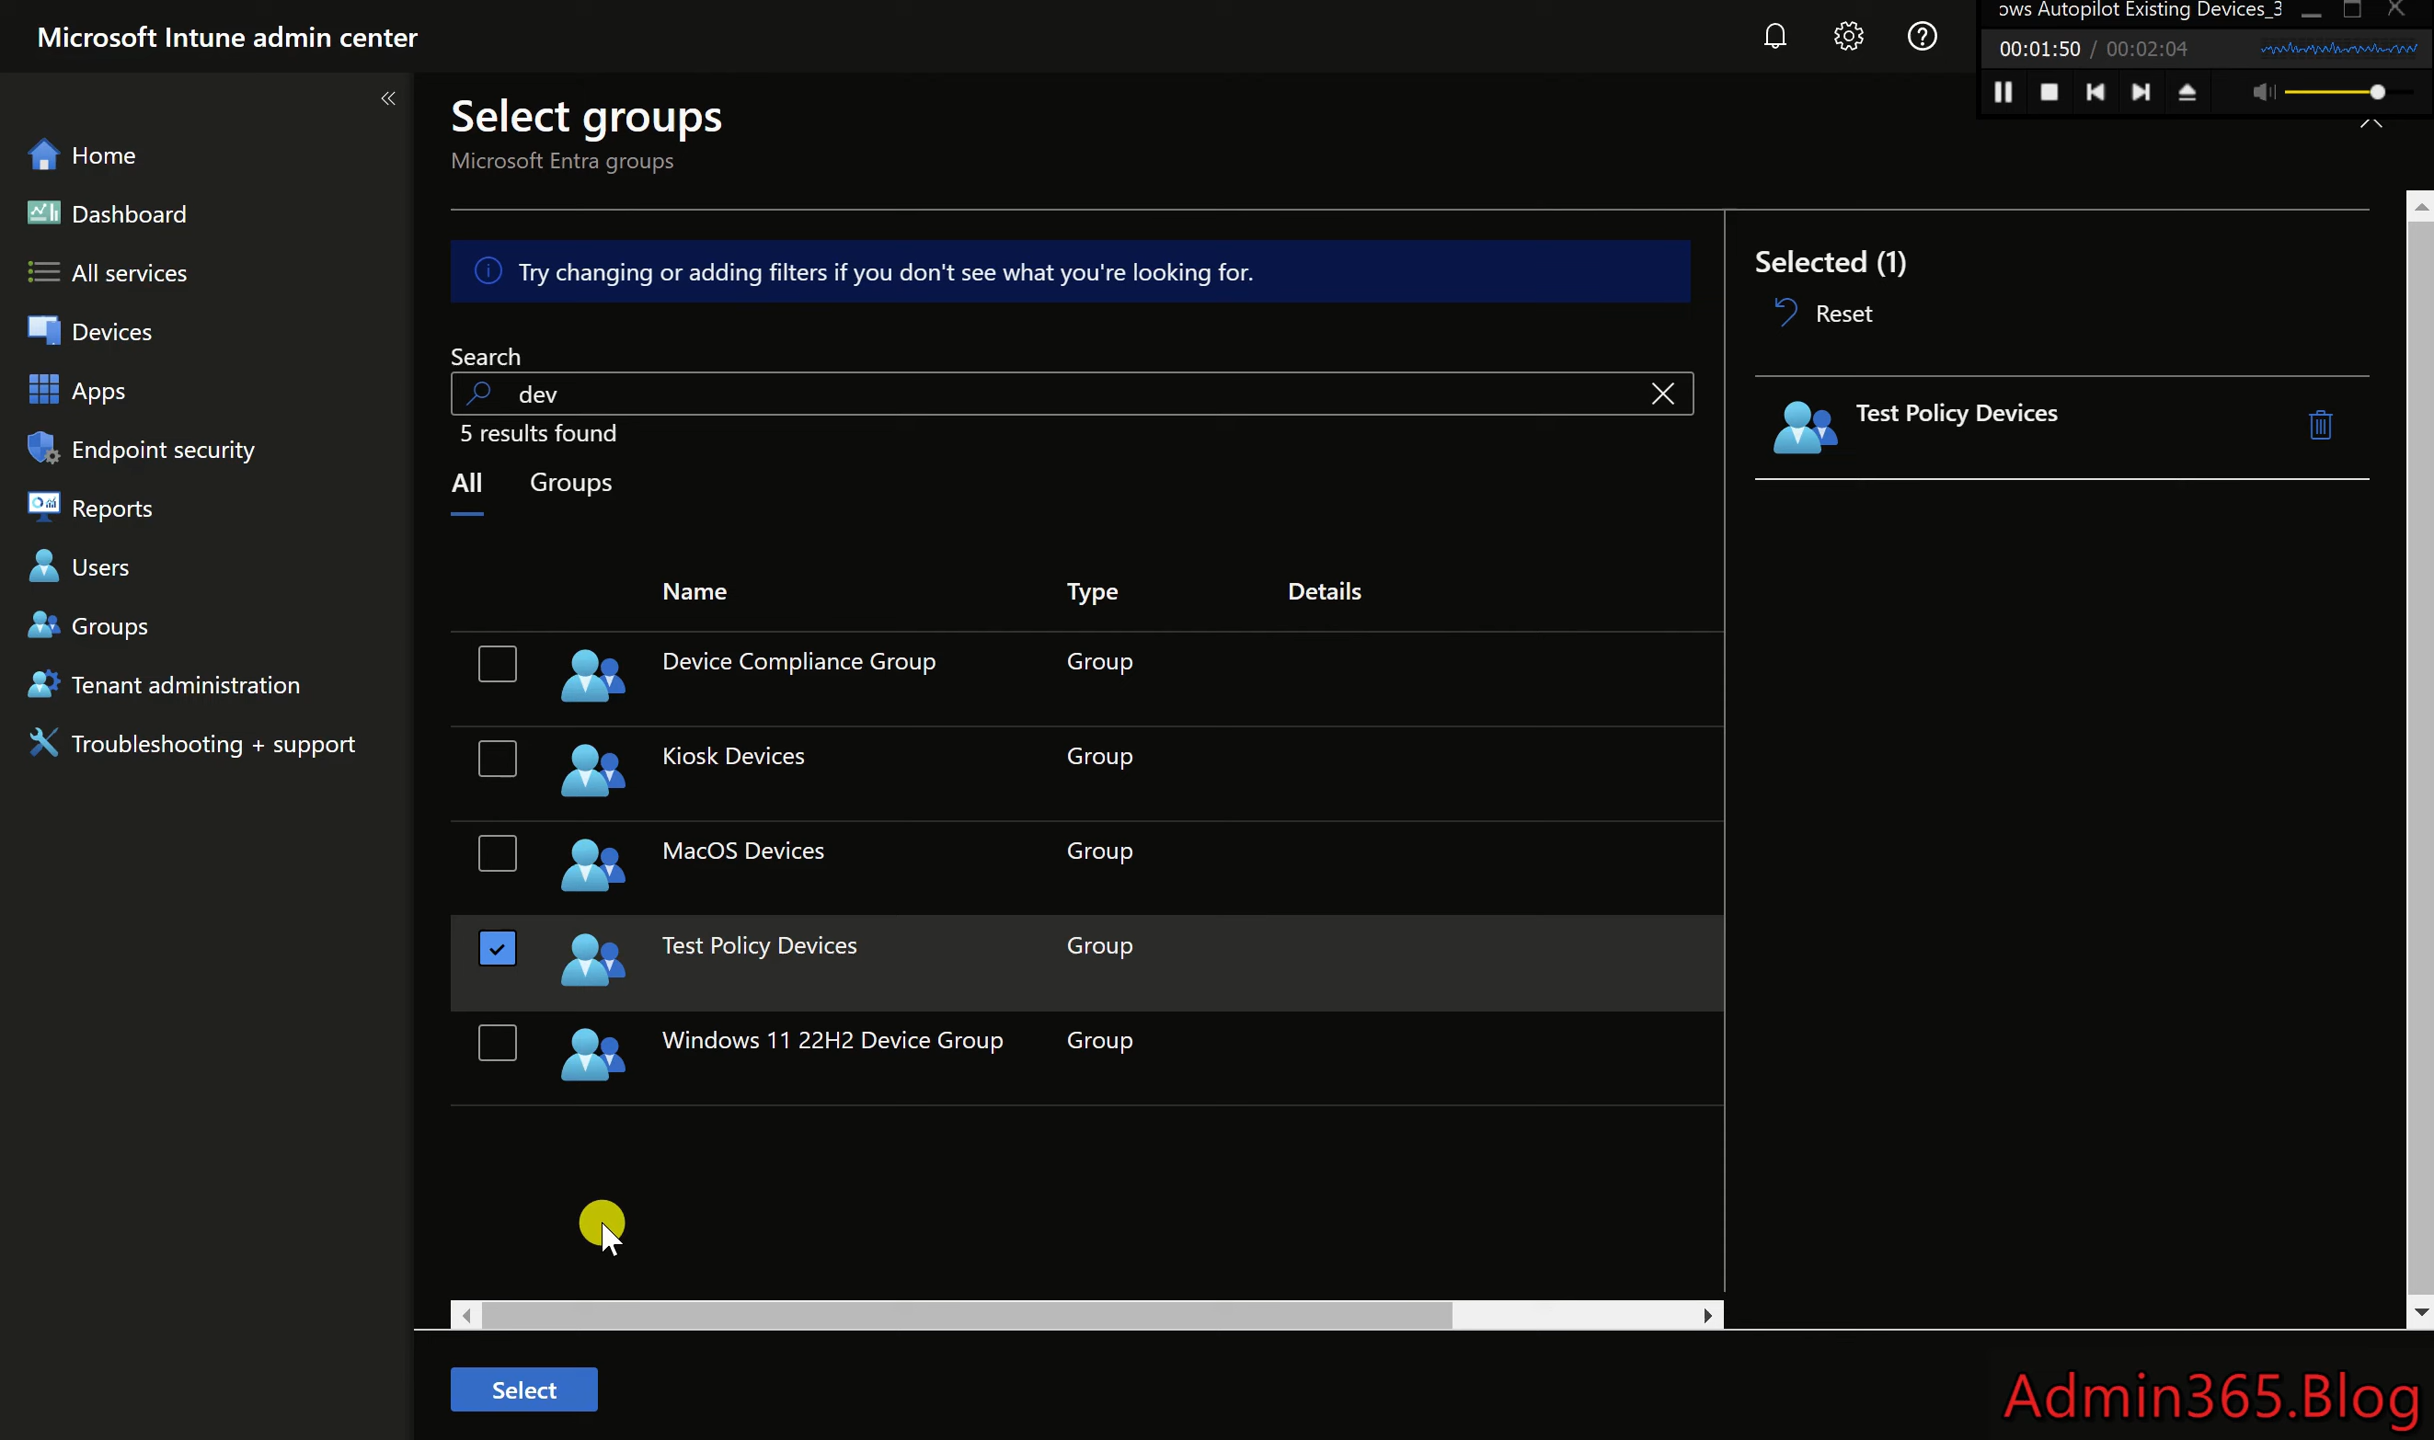 Microsoft Intune admin center
ows Autopilot Existing Devices_3
00:01:50 / 00:02:04
Home
Dashboard
All services
Devices
Apps
Endpoint security
Reports
Users
Groups
Tenant administration
Troubleshooting + support
Select groups
Microsoft Entra groups
Try changing or adding filters if you don't see what you're looking for.
Search
dev
5 results found
All Groups
Name Type Details
Device Compliance Group Group
Kiosk Devices Group
MacOS Devices Group
Test Policy Devices Group
Windows 11 22H2 Device Group Group
Select
Selected (1)
Reset
Test Policy Devices
Admin365.Blog